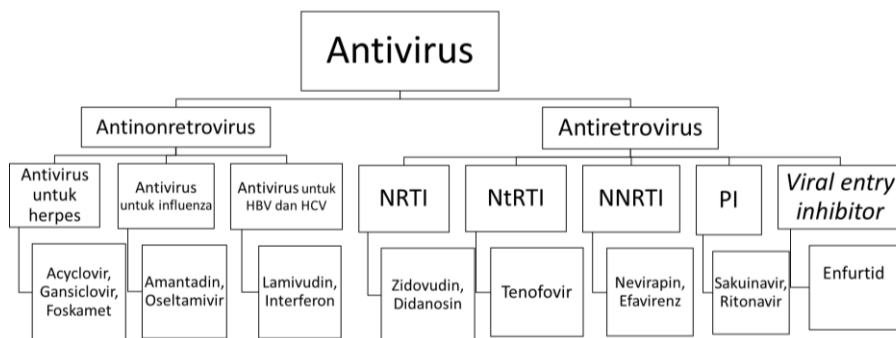 Antivirus
Antinonretrovirus
Antiretrovirus
Antivirus
untuk
herpes
Antivirus
untuk influenza
Antivirus untuk
HBV dan HCV
NRTI
NtRTI
NNRTI
PI
Viral entry
inhibitor
Acyclovir,
Gansiclovir,
Foskamet
Amantadin,
Oseltamivir
Lamivudin,
Interferon
Zidovudin,
Didanosin
Tenofovir
Nevirapin,
Efavirenz
Sakuinavir,
Ritonavir
Enfurtid